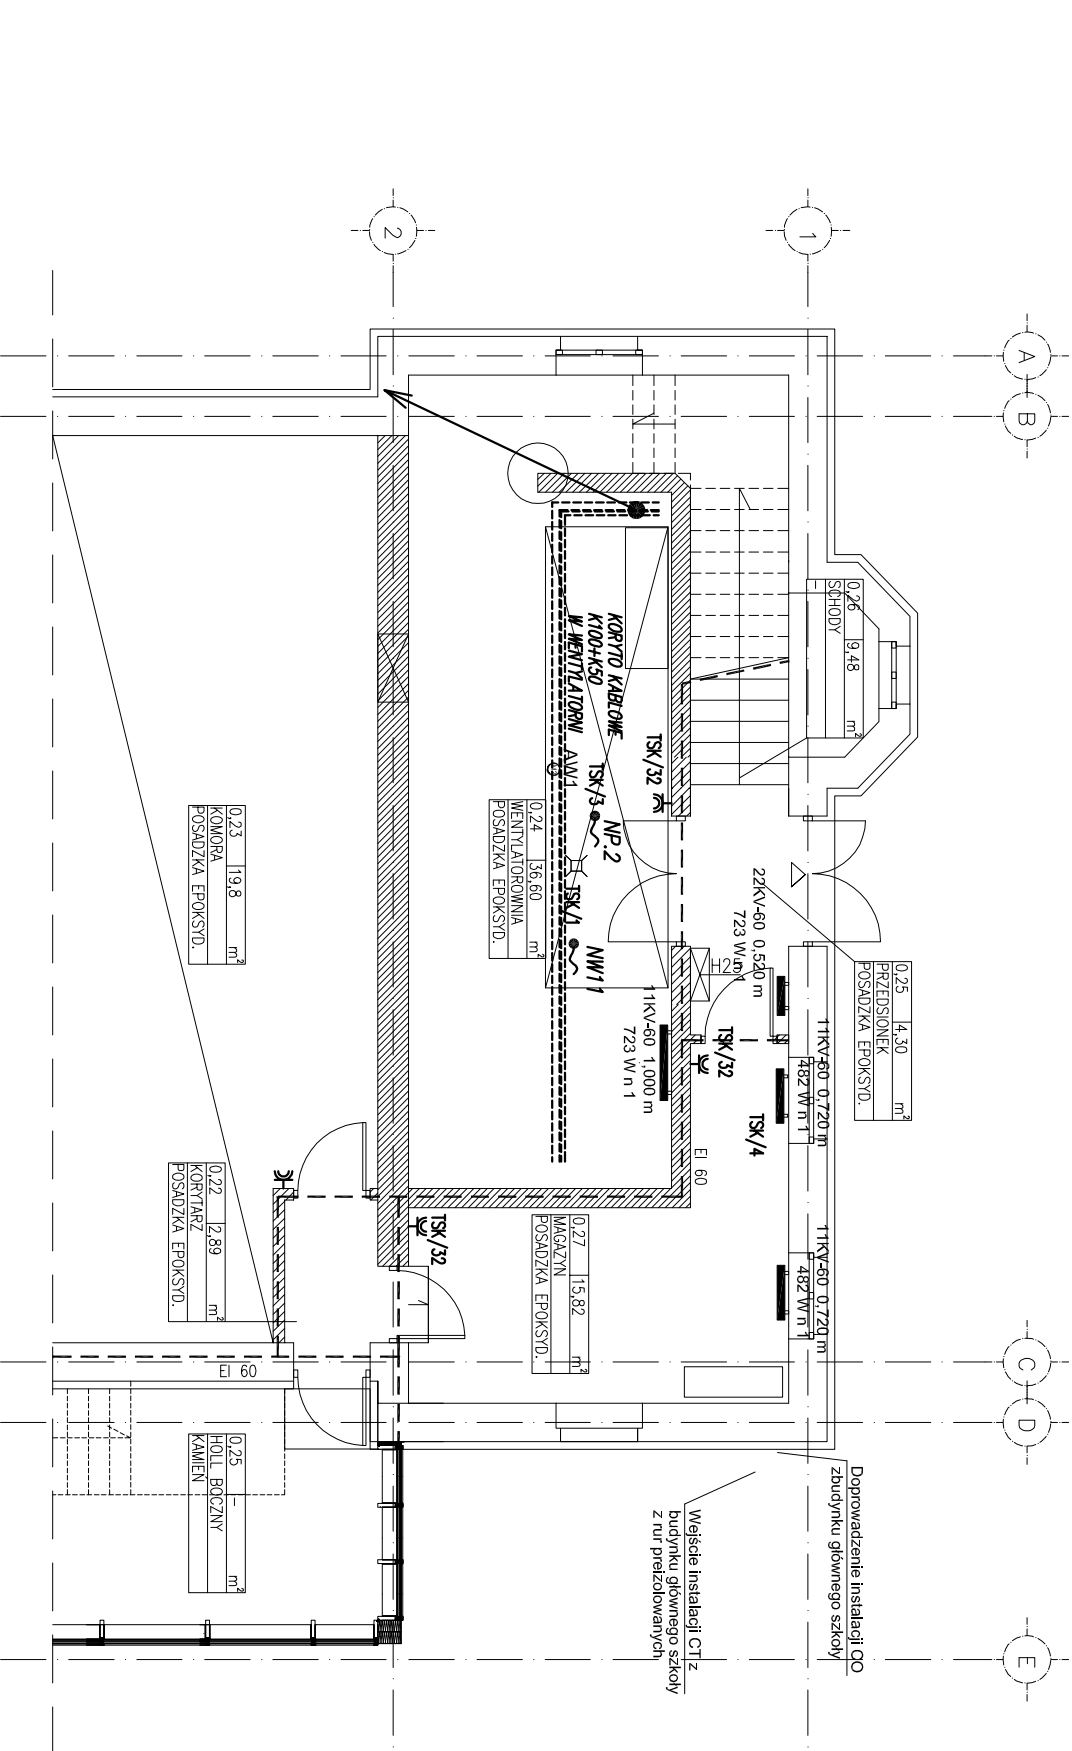 1
2
A
B
C
D
E
0,26 9,48 m²
SCHODY
-
KORYTO KABLOWE
K100+K50
W WENTYLATORNI
AW1
TSK/3
NP.2
TSK/1
NW11
TSK/32
0,24 36,60 m²
WENTYLATOROWNIA
POSADZKA EPOKSYD.
0,23 19,8 m²
KOMORA
POSADZKA EPOKSYD.
22KV-60 0,520 m
723 W n 1
0,25 4,30 m²
PRZEDSIONEK
POSADZKA EPOKSYD.
11KV-60 1,000 m
723 W n 1
TSK/32
TSK/4
11KV-60 0,720 m
482 W n 1
11KV-60 0,720 m
482 W n 1
EI 60
0,22 2,89 m²
KORYTARZ
POSADZKA EPOKSYD.
TSK/32
0,27 15,82 m²
MAGAZYN
POSADZKA EPOKSYD.
EI 60
0,25 - m²
HOLL BOCZNY
KAMIEŃ
Doprowadzenie instalacji CO
zbudynku głównego szkoły
Wejście instalacji CT z
budynku głównego szkoły
z rur preizolowanych